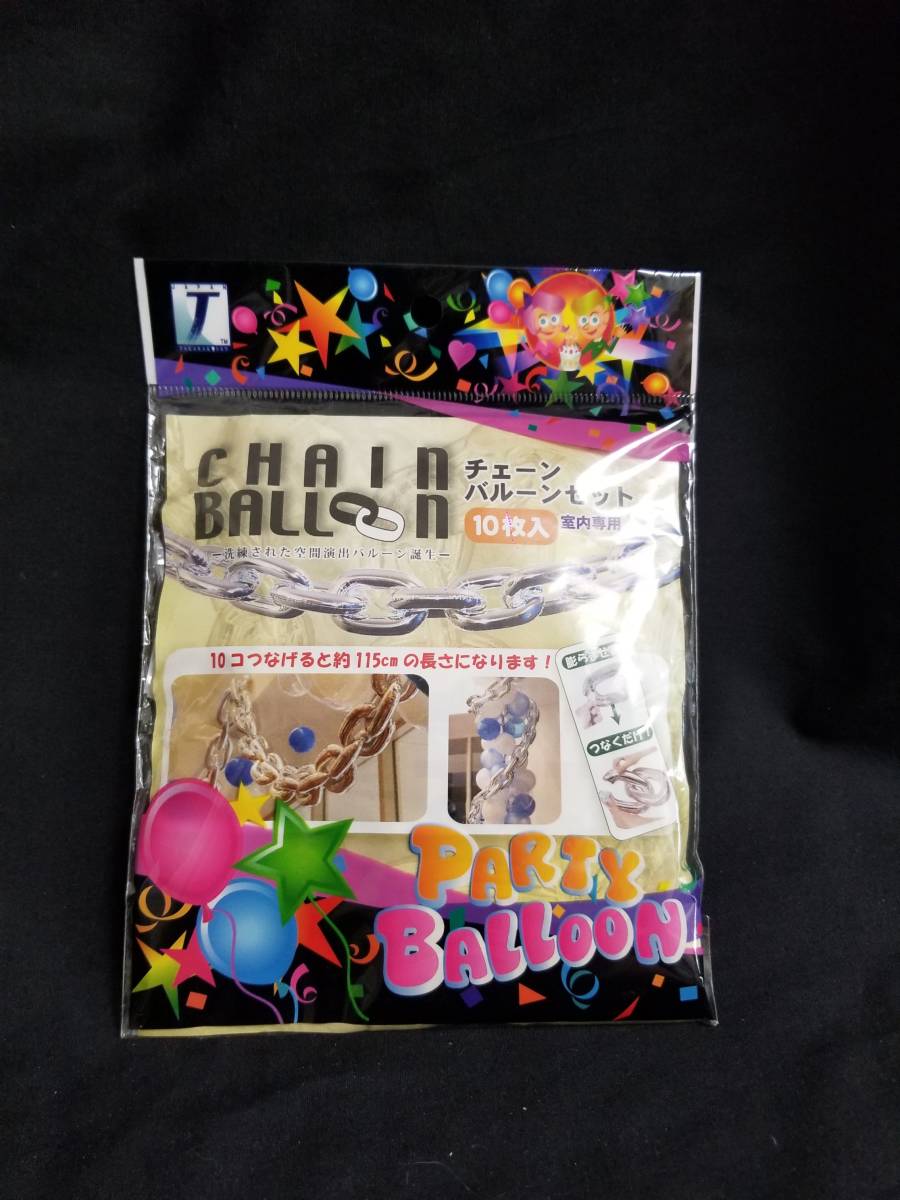 JAPAN
T
TM
CHAIN
BALLOON
チェーン
バルーンセット
10枚入 室内専用
ー洗練された空間演出バルーン誕生ー
10コつなげると約115cmの長さになります!
つなぐだけ!
PARTY
BALLOON